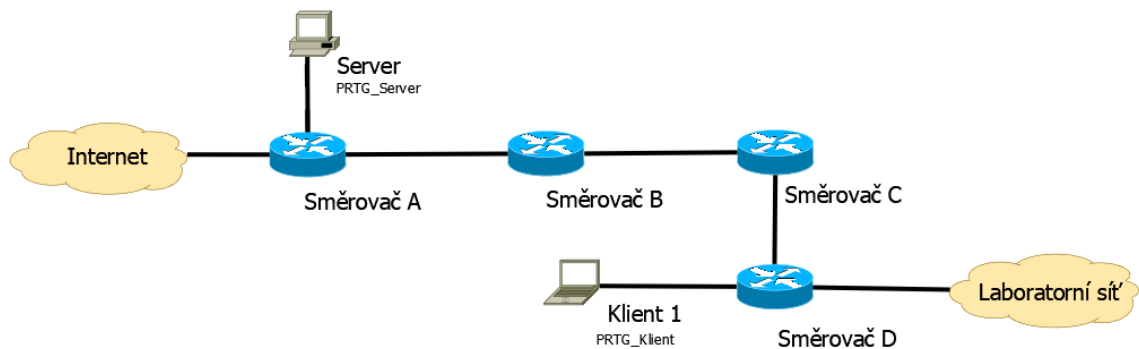 Server
PRTG_Server
Internet
Směrovač A
Směrovač B
Směrovač C
Klient 1
PRTG_Klient
Směrovač D
Laboratorní síť